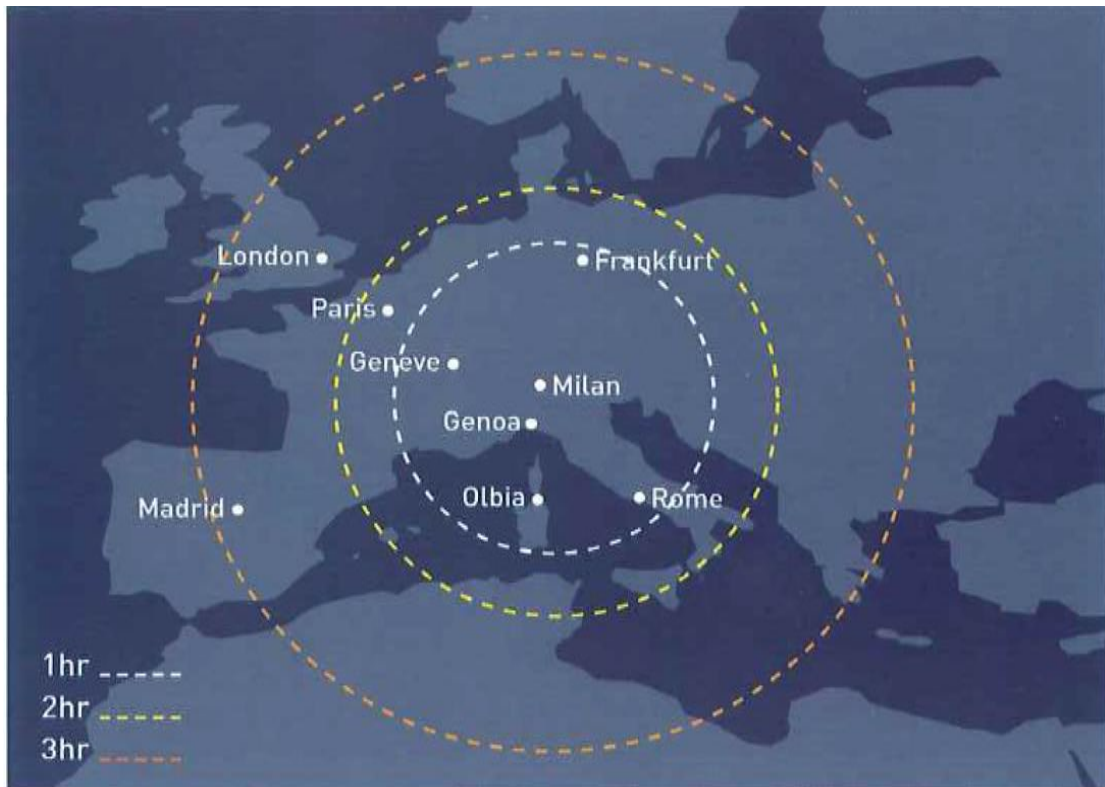 London
Frankfurt
Paris
Geneve
Milan
Genoa
Olbia
Rome
Madrid
1hr
2hr
3hr